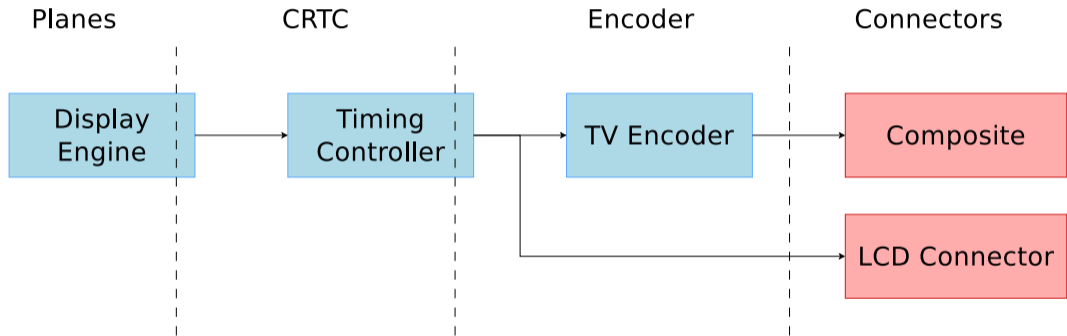 Planes
CRTC
Encoder
Connectors
Display
Engine
Timing
Controller
TV Encoder
Composite
LCD Connector